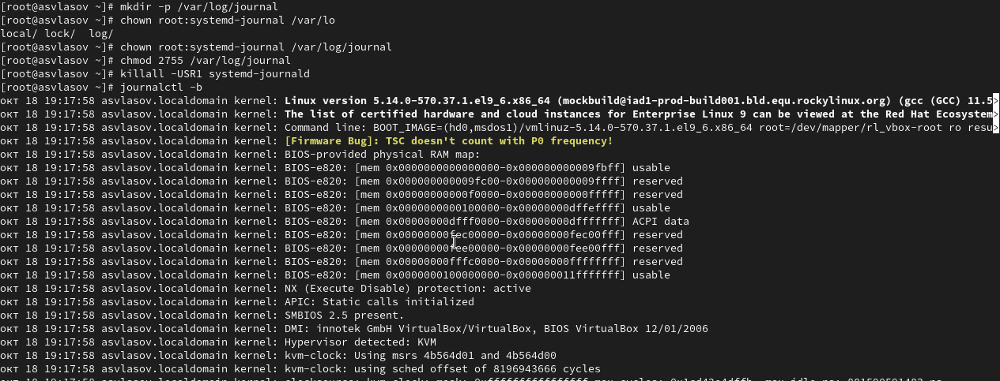 [root@asvlasov ~]# mkdir -p /var/log/journal
[root@asvlasov ~]# chown root:systemd-journal /var/lo
local/ lock/  log/
[root@asvlasov ~]# chown root:systemd-journal /var/log/journal
[root@asvlasov ~]# chmod 2755 /var/log/journal
[root@asvlasov ~]# killall -USR1 systemd-journald
[root@asvlasov ~]# journalctl -b
окт 18 19:17:58 asvlasov.localdomain kernel: Linux version 5.14.0-570.37.1.el9_6.x86_64 (mockbuild@iad1-prod-build001.bld.equ.rockylinux.org) (gcc (GCC) 11.5>
окт 18 19:17:58 asvlasov.localdomain kernel: The list of certified hardware and cloud instances for Enterprise Linux 9 can be viewed at the Red Hat Ecosystem>
окт 18 19:17:58 asvlasov.localdomain kernel: Command line: BOOT_IMAGE=(hd0,msdos1)/vmlinuz-5.14.0-570.37.1.el9_6.x86_64 root=/dev/mapper/rl_vbox-root ro resu>
окт 18 19:17:58 asvlasov.localdomain kernel: [Firmware Bug]: TSC doesn't count with P0 frequency!
окт 18 19:17:58 asvlasov.localdomain kernel: BIOS-provided physical RAM map:
окт 18 19:17:58 asvlasov.localdomain kernel: BIOS-e820: [mem 0x0000000000000000-0x000000000009fbff] usable
окт 18 19:17:58 asvlasov.localdomain kernel: BIOS-e820: [mem 0x000000000009fc00-0x000000000009ffff] reserved
окт 18 19:17:58 asvlasov.localdomain kernel: BIOS-e820: [mem 0x00000000000f0000-0x00000000000fffff] reserved
окт 18 19:17:58 asvlasov.localdomain kernel: BIOS-e820: [mem 0x0000000000100000-0x00000000dffeffff] usable
окт 18 19:17:58 asvlasov.localdomain kernel: BIOS-e820: [mem 0x00000000dfff0000-0x00000000dfffffff] ACPI data
окт 18 19:17:58 asvlasov.localdomain kernel: BIOS-e820: [mem 0x00000000fec00000-0x00000000fec00fff] reserved
окт 18 19:17:58 asvlasov.localdomain kernel: BIOS-e820: [mem 0x00000000fee00000-0x00000000fee00fff] reserved
окт 18 19:17:58 asvlasov.localdomain kernel: BIOS-e820: [mem 0x00000000fffc0000-0x00000000ffffffff] reserved
окт 18 19:17:58 asvlasov.localdomain kernel: BIOS-e820: [mem 0x0000000100000000-0x000000011fffffff] usable
окт 18 19:17:58 asvlasov.localdomain kernel: NX (Execute Disable) protection: active
окт 18 19:17:58 asvlasov.localdomain kernel: APIC: Static calls initialized
окт 18 19:17:58 asvlasov.localdomain kernel: SMBIOS 2.5 present.
окт 18 19:17:58 asvlasov.localdomain kernel: DMI: innotek GmbH VirtualBox/VirtualBox, BIOS VirtualBox 12/01/2006
окт 18 19:17:58 asvlasov.localdomain kernel: Hypervisor detected: KVM
окт 18 19:17:58 asvlasov.localdomain kernel: kvm-clock: Using msrs 4b564d01 and 4b564d00
окт 18 19:17:58 asvlasov.localdomain kernel: kvm-clock: using sched offset of 8196943666 cycles